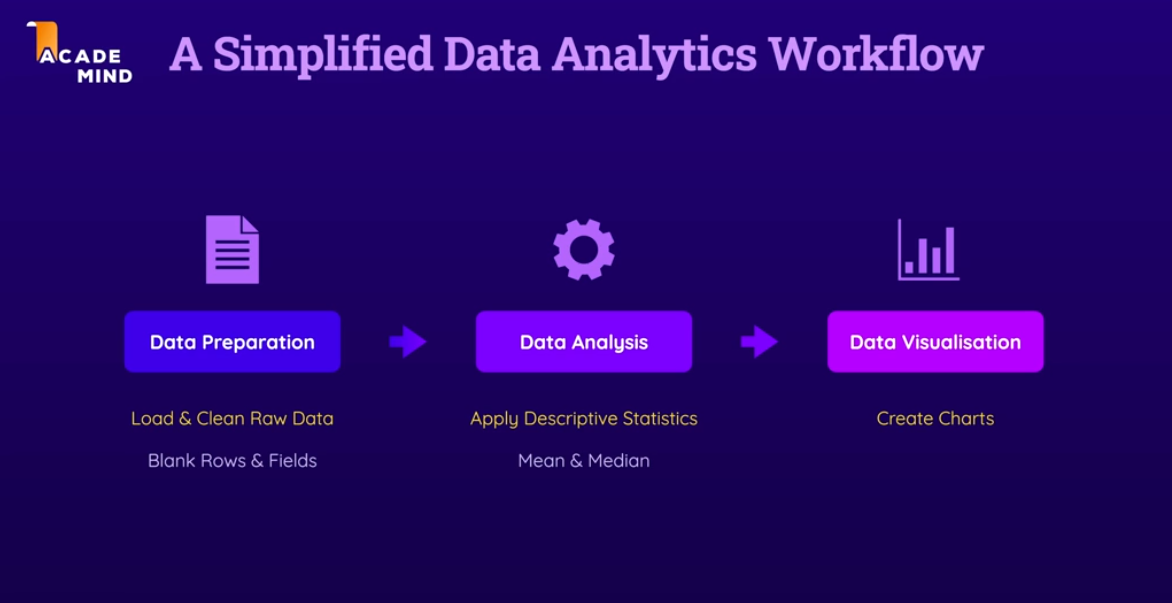 ACADE
MIND
A Simplified Data Analytics Workflow
Data Preparation
Data Analysis
Data Visualisation
Load & Clean Raw Data
Apply Descriptive Statistics
Create Charts
Blank Rows & Fields
Mean & Median